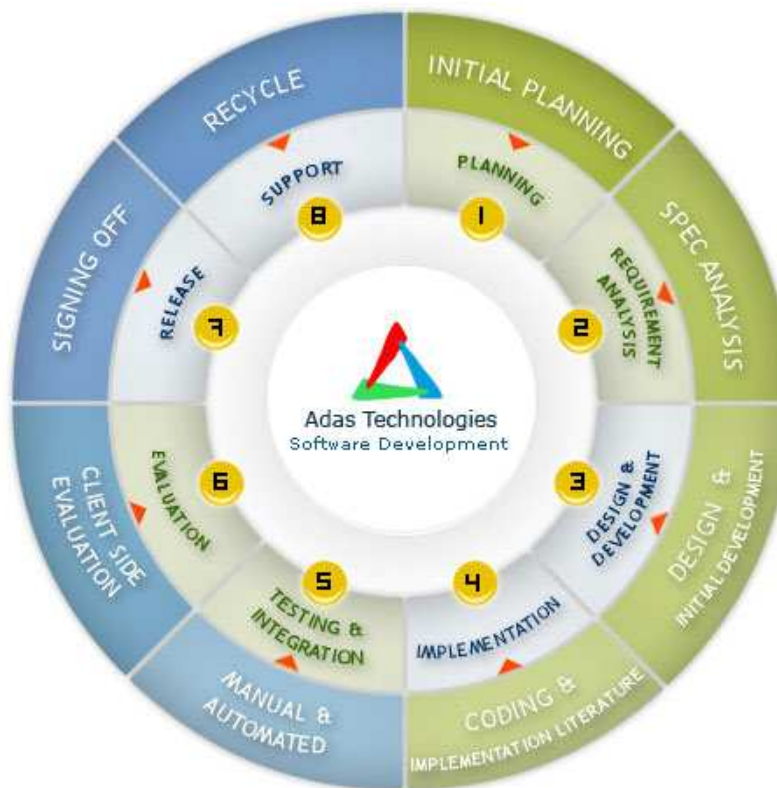 INITIAL PLANNING
PLANNING
1
SPEC ANALYSIS
REQUIREMENT
ANALYSIS
2
DESIGN &
INITIAL DEVELOPMENT
DESIGN &
DEVELOPMENT
3
CODING &
IMPLEMENTATION LITERATURE
IMPLEMENTATION
4
MANUAL &
AUTOMATED
TESTING &
INTEGRATION
5
CLIENT SIDE
EVALUATION
EVALUATION
6
SIGNING OFF
RELEASE
7
RECYCLE
SUPPORT
8
Adas Technologies
Software Development